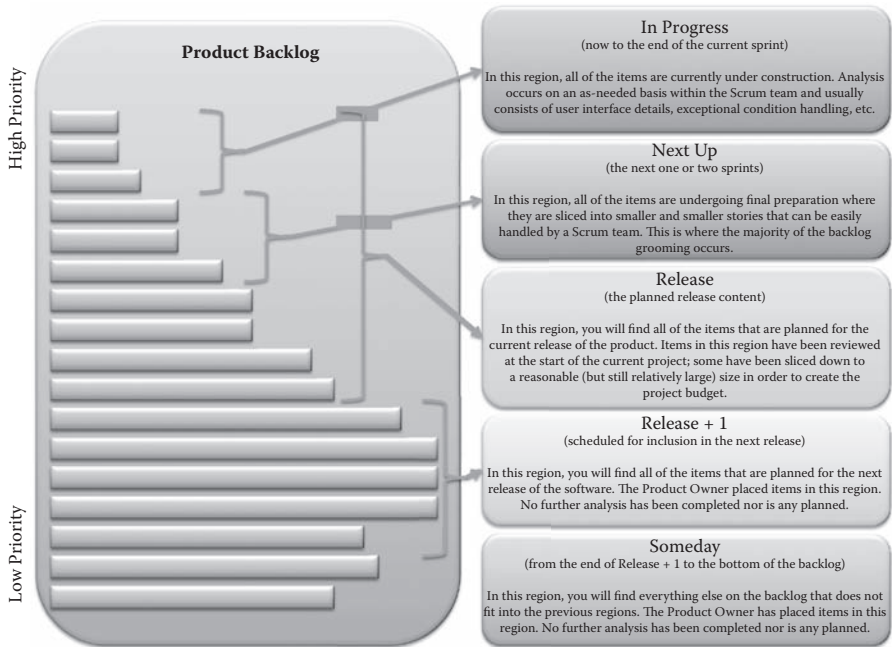 Product Backlog
High Priority
Low Priority
In Progress
(now to the end of the current sprint)
In this region, all of the items are currently under construction. Analysis
occurs on an as-needed basis within the Scrum team and usually
consists of user interface details, exceptional condition handling, etc.
Next Up
(the next one or two sprints)
In this region, all of the items are undergoing final preparation where
they are sliced into smaller and smaller stories that can be easily
handled by a Scrum team. This is where the majority of the backlog
grooming occurs.
Release
(the planned release content)
In this region, you will find all of the items that are planned for the
current release of the product. Items in this region have been reviewed
at the start of the current project; some have been sliced down to
a reasonable (but still relatively large) size in order to create the
project budget.
Release + 1
(scheduled for inclusion in the next release)
In this region, you will find all of the items that are planned for the next
release of the software. The Product Owner placed items in this region.
No further analysis has been completed nor is any planned.
Someday
(from the end of Release + 1 to the bottom of the backlog)
In this region, you will find everything else on the backlog that does not
fit into the previous regions. The Product Owner has placed items in this
region. No further analysis has been completed nor is any planned.